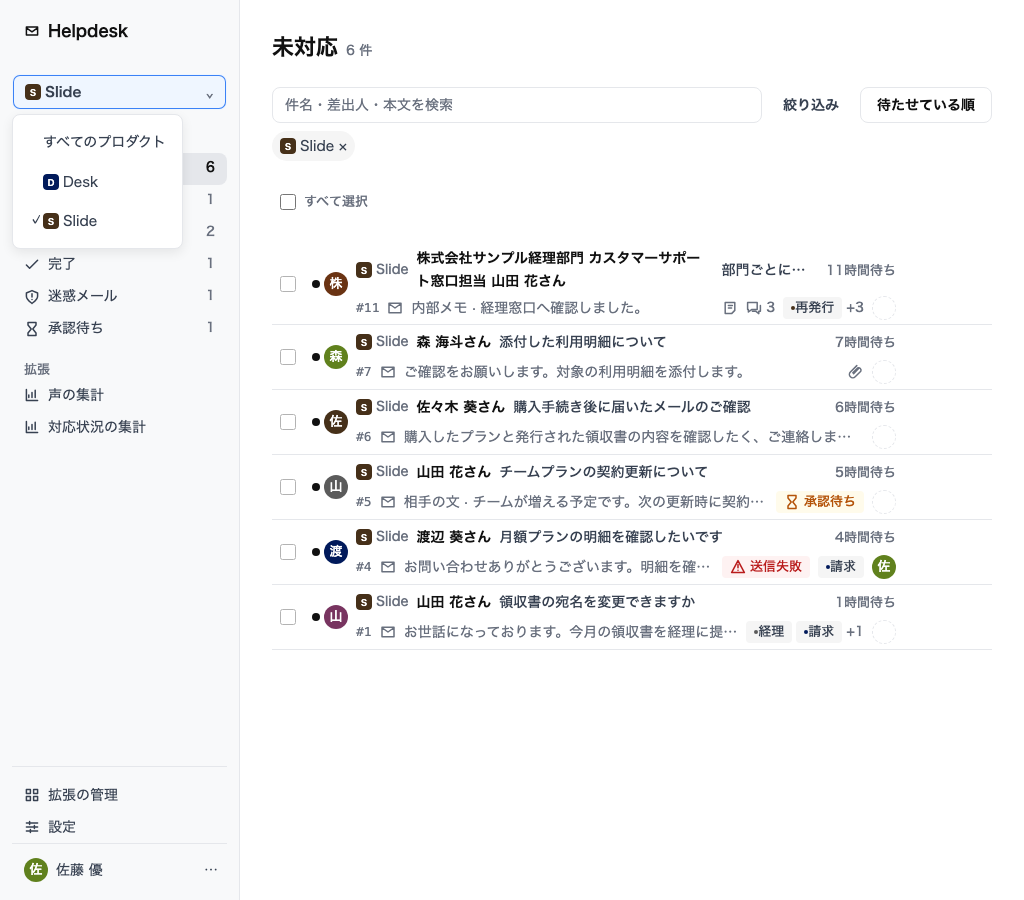 Helpdesk
S Slide
すべてのプロダクト
D Desk
✓ S Slide
6
1
2
完了 1
迷惑メール 1
承認待ち 1
拡張
声の集計
対応状況の集計
拡張の管理
設定
佐 佐藤 優 …
未対応 6 件
件名・差出人・本文を検索 絞り込み 待たせている順
S Slide ×
すべて選択
株 S Slide 株式会社サンプル経理部門 カスタマーサポート窓口担当 山田 花さん 部門ごとに… 11時間待ち
#11 内部メモ · 経理窓口へ確認しました。 3 •再発行 +3
森 S Slide 森 海斗さん 添付した利用明細について 7時間待ち
#7 ご確認をお願いします。対象の利用明細を添付します。
佐 S Slide 佐々木 葵さん 購入手続き後に届いたメールのご確認 6時間待ち
#6 購入したプランと発行された領収書の内容を確認したく、ご連絡しま…
山 S Slide 山田 花さん チームプランの契約更新について 5時間待ち
#5 相手の文 · チームが増える予定です。次の更新時に契約… 承認待ち
渡 S Slide 渡辺 葵さん 月額プランの明細を確認したいです 4時間待ち
#4 お問い合わせありがとうございます。明細を確… 送信失敗 •請求 佐
山 S Slide 山田 花さん 領収書の宛名を変更できますか 1時間待ち
#1 お世話になっております。今月の領収書を経理に提… •経理 •請求 +1